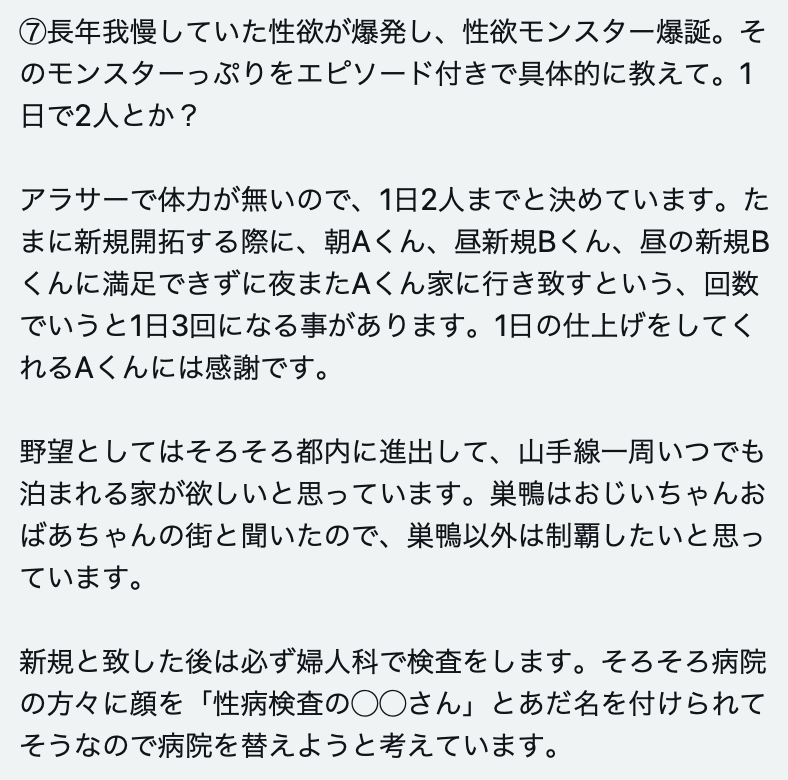 ⑦長年我慢していた性欲が爆発し、性欲モンスター爆誕。そ
のモンスターっぷりをエピソード付きで具体的に教えて。1
日で2人とか？
アラサーで体力が無いので、1日2人までと決めています。た
まに新規開拓する際に、朝Aくん、昼新規Bくん、昼の新規B
くんに満足できずに夜またAくん家に行き致すという、回数
でいうと1日3回になる事があります。1日の仕上げをしてく
れるAくんには感謝です。
野望としてはそろそろ都内に進出して、山手線一周いつでも
泊まれる家が欲しいと思っています。巣鴨はおじいちゃんお
ばあちゃんの街と聞いたので、巣鴨以外は制覇したいと思っ
ています。
新規と致した後は必ず婦人科で検査をします。そろそろ病院
の方々に顔を「性病検査の◯◯さん」とあだ名を付けられて
そうなので病院を替えようと考えています。